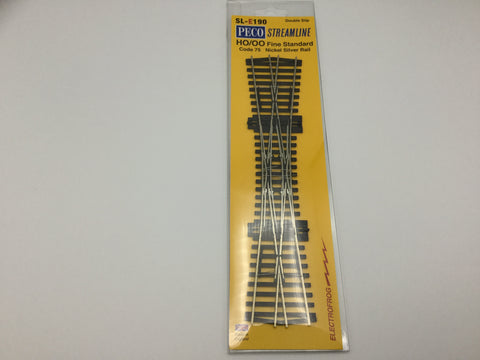 SL-E190 Double Slip
PECO STREAMLINE
HO/OO Fine Standard
Code 75 Nickel Silver Rail
ELECTROFROG